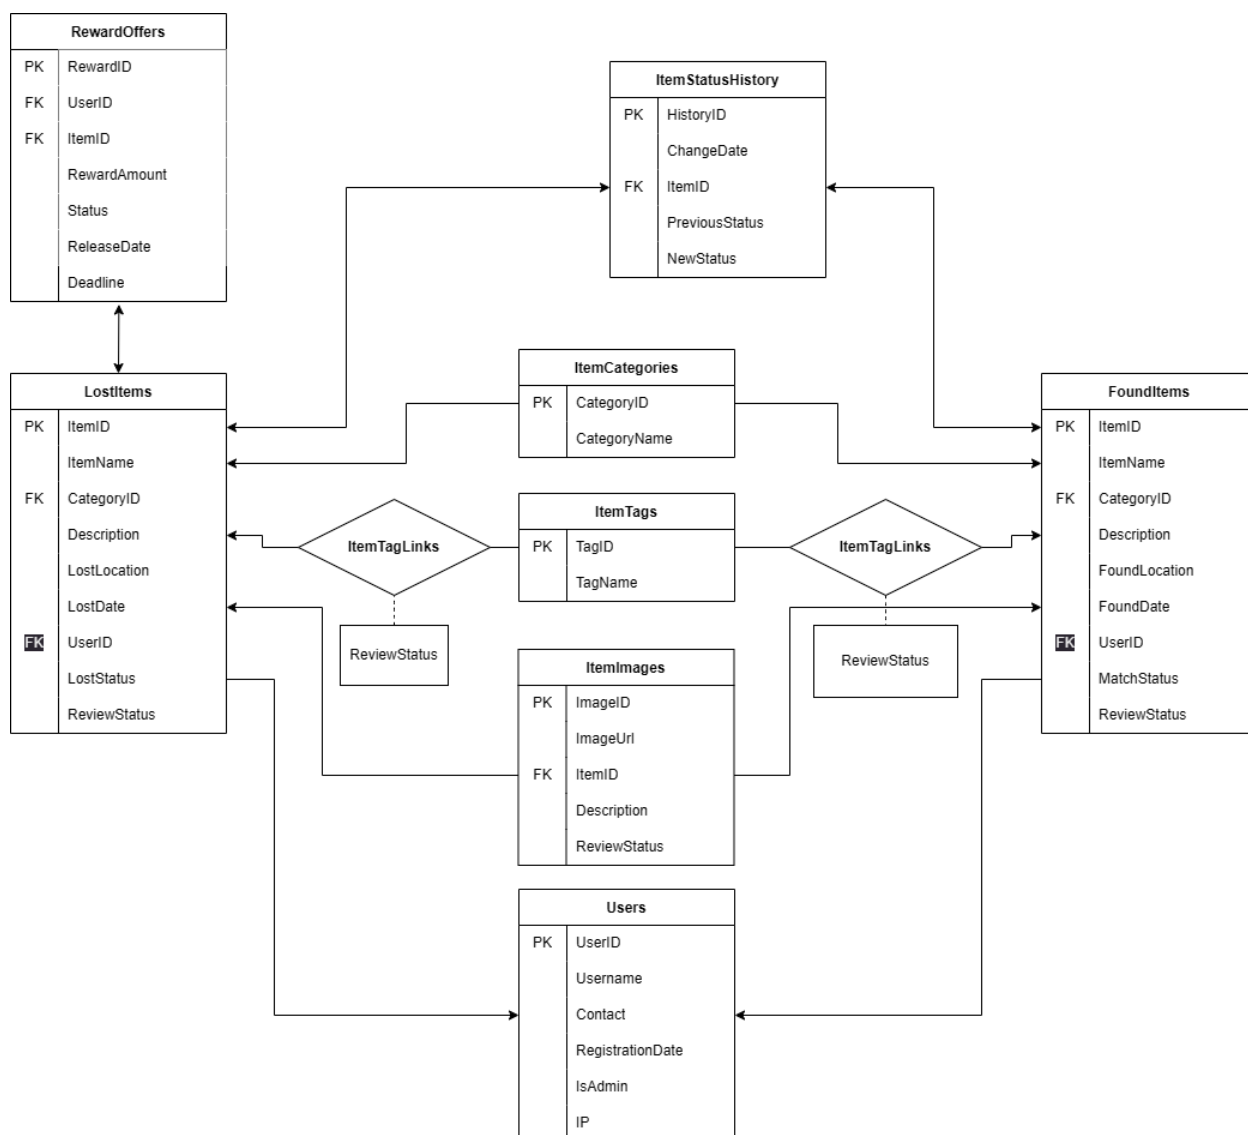 RewardOffers
PK RewardID
FK UserID
FK ItemID
RewardAmount
Status
ReleaseDate
Deadline
ItemStatusHistory
PK HistoryID
ChangeDate
FK ItemID
PreviousStatus
NewStatus
LostItems
PK ItemID
ItemName
FK CategoryID
Description
LostLocation
LostDate
FK UserID
LostStatus
ReviewStatus
ItemCategories
PK CategoryID
CategoryName
ItemTagLinks
ReviewStatus
ItemTags
PK TagID
TagName
ItemTagLinks
ReviewStatus
ItemImages
PK ImageID
ImageUrl
FK ItemID
Description
ReviewStatus
Users
PK UserID
Username
Contact
RegistrationDate
IsAdmin
IP
FoundItems
PK ItemID
ItemName
FK CategoryID
Description
FoundLocation
FoundDate
FK UserID
MatchStatus
ReviewStatus